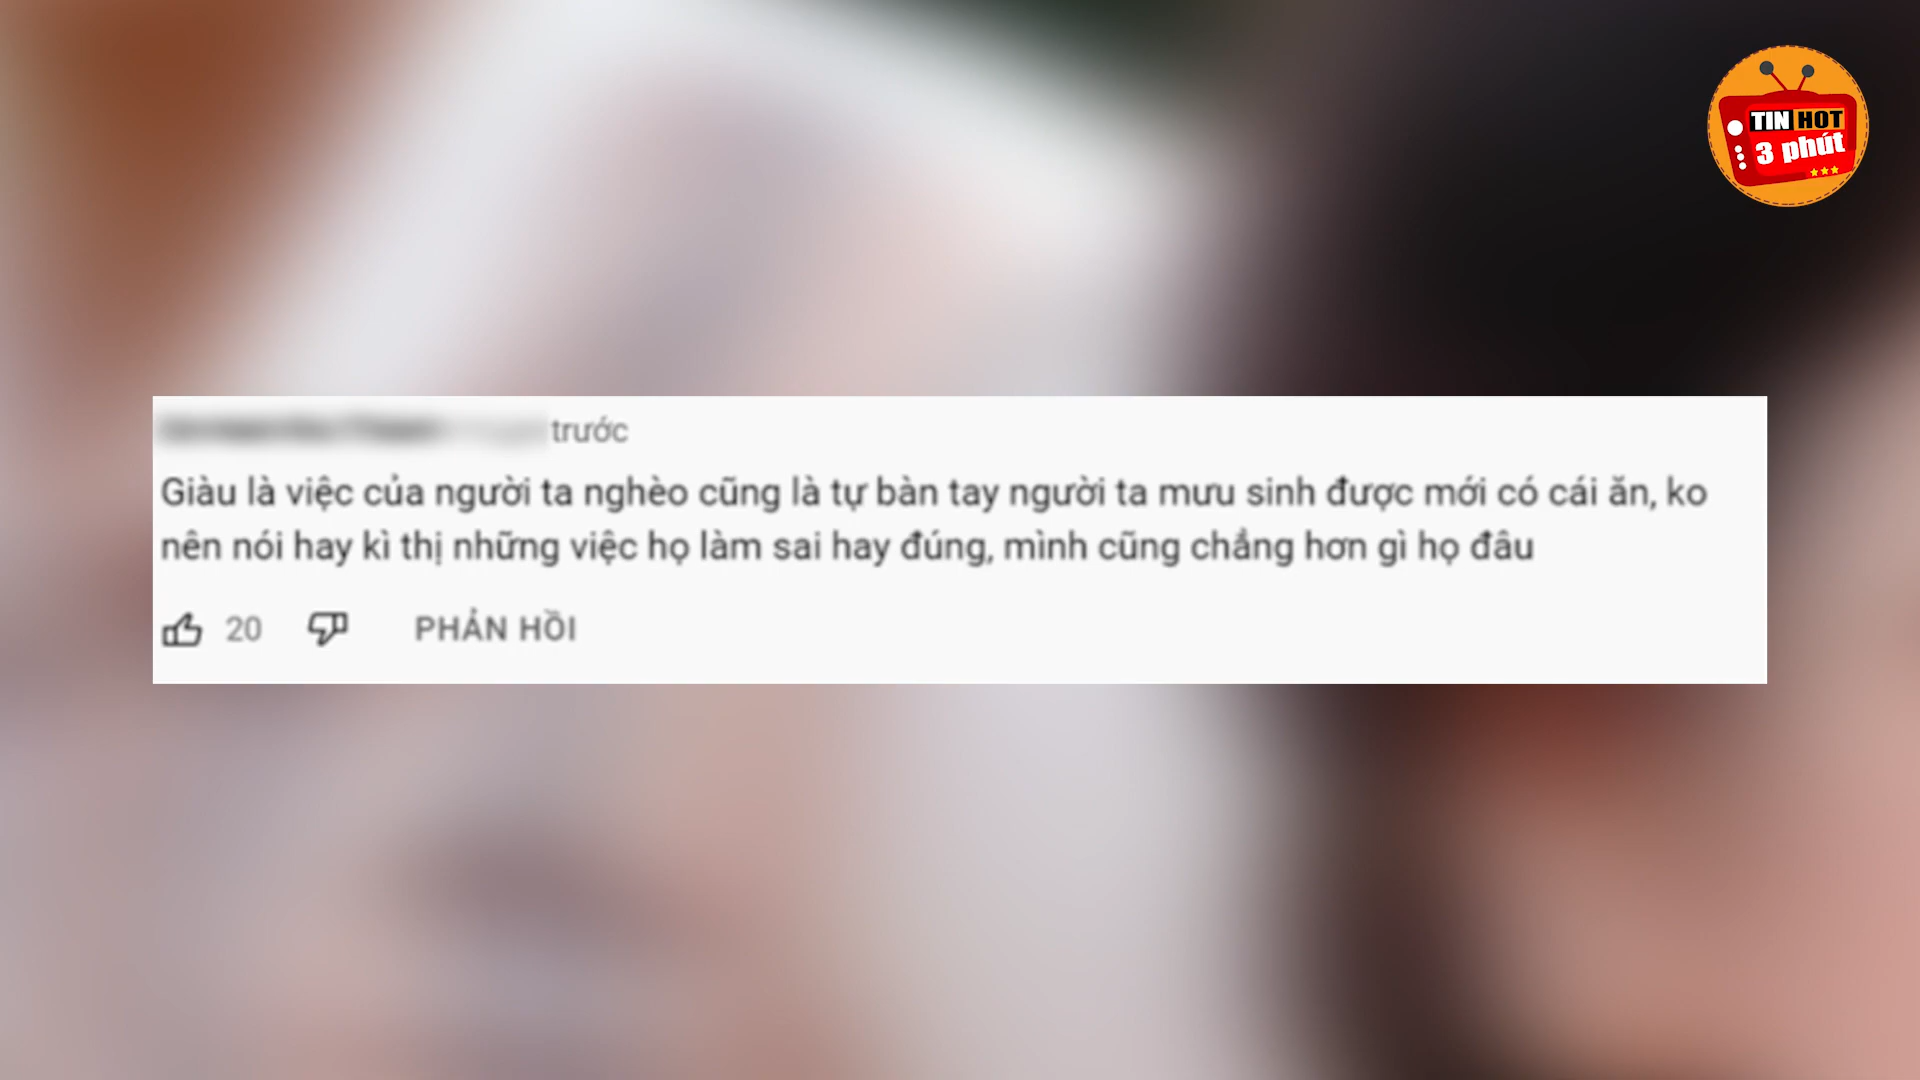 TIN HOT
3 phút
trước
Giàu là việc của người ta nghèo cũng là tự bàn tay người ta mưu sinh được mới có cái ăn, ko
nên nói hay kì thị những việc họ làm sai hay đúng, mình cũng chẳng hơn gì họ đâu
20 PHẢN HỒI